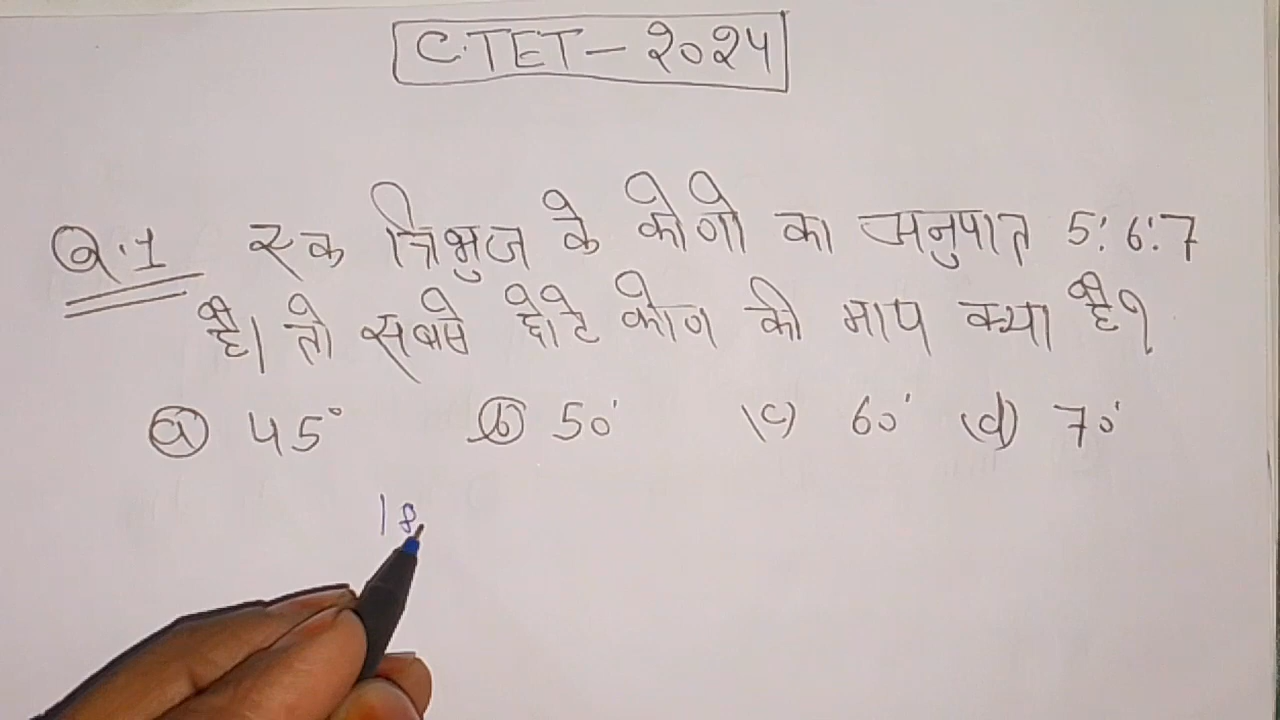 CTET - 2024
Q.1 एक त्रिभुज के कोणो का अनुपात 5:6:7
है। तो सबसे छोटे कोण की माप क्या है?
(a) 45° (b) 50° (c) 60° (d) 70°
18